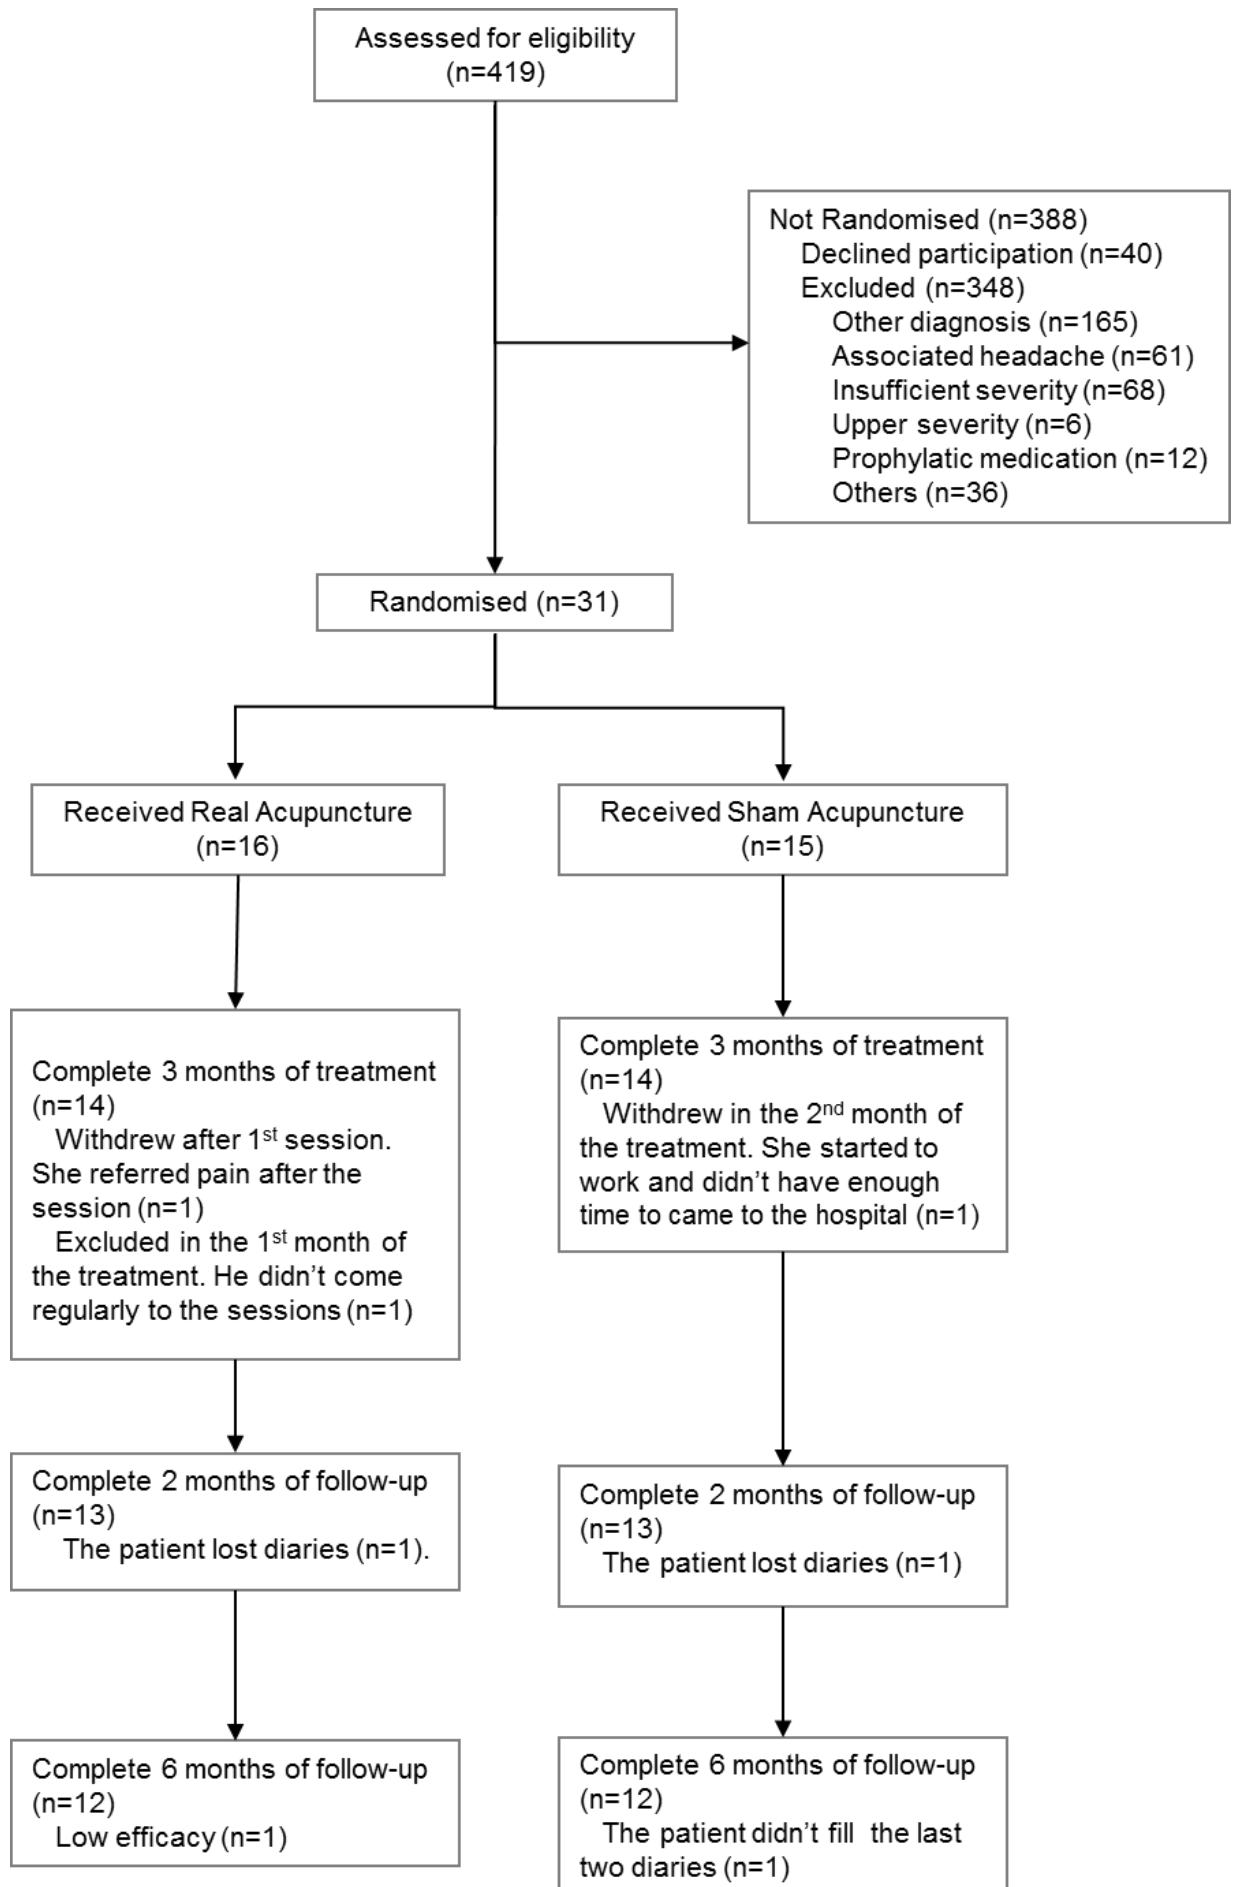 Assessed for eligibility
(n=419)
Not Randomised (n=388)
Declined participation (n=40)
Excluded (n=348)
Other diagnosis (n=165)
Associated headache (n=61)
Insufficient severity (n=68)
Upper severity (n=6)
Prophylatic medication (n=12)
Others (n=36)
Randomised (n=31)
Received Real Acupuncture
(n=16)
Received Sham Acupuncture
(n=15)
Complete 3 months of treatment
(n=14)
Withdrew after 1st session.
She referred pain after the
session (n=1)
Excluded in the 1st month of
the treatment. He didn't come
regularly to the sessions (n=1)
Complete 3 months of treatment
(n=14)
Withdrew in the 2nd month of
the treatment. She started to
work and didn't have enough
time to came to the hospital (n=1)
Complete 2 months of follow-up
(n=13)
The patient lost diaries (n=1).
Complete 2 months of follow-up
(n=13)
The patient lost diaries (n=1)
Complete 6 months of follow-up
(n=12)
Low efficacy (n=1)
Complete 6 months of follow-up
(n=12)
The patient didn't fill the last
two diaries (n=1)